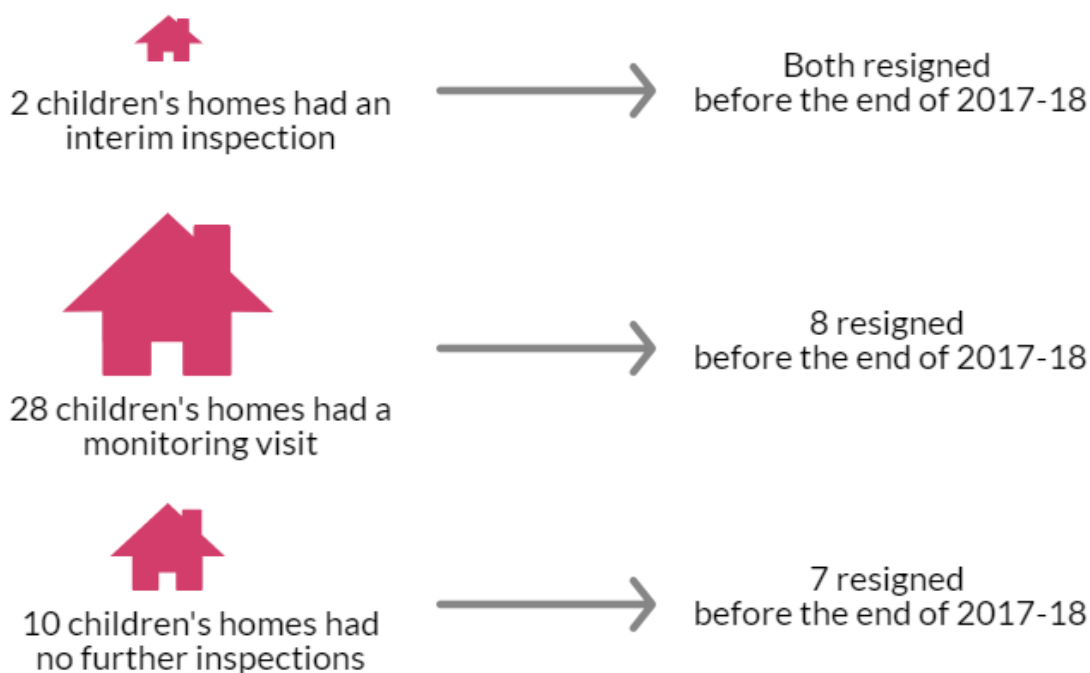 2 children's homes had an
interim inspection
Both resigned
before the end of 2017-18
28 children's homes had a
monitoring visit
8 resigned
before the end of 2017-18
10 children's homes had
no further inspections
7 resigned
before the end of 2017-18